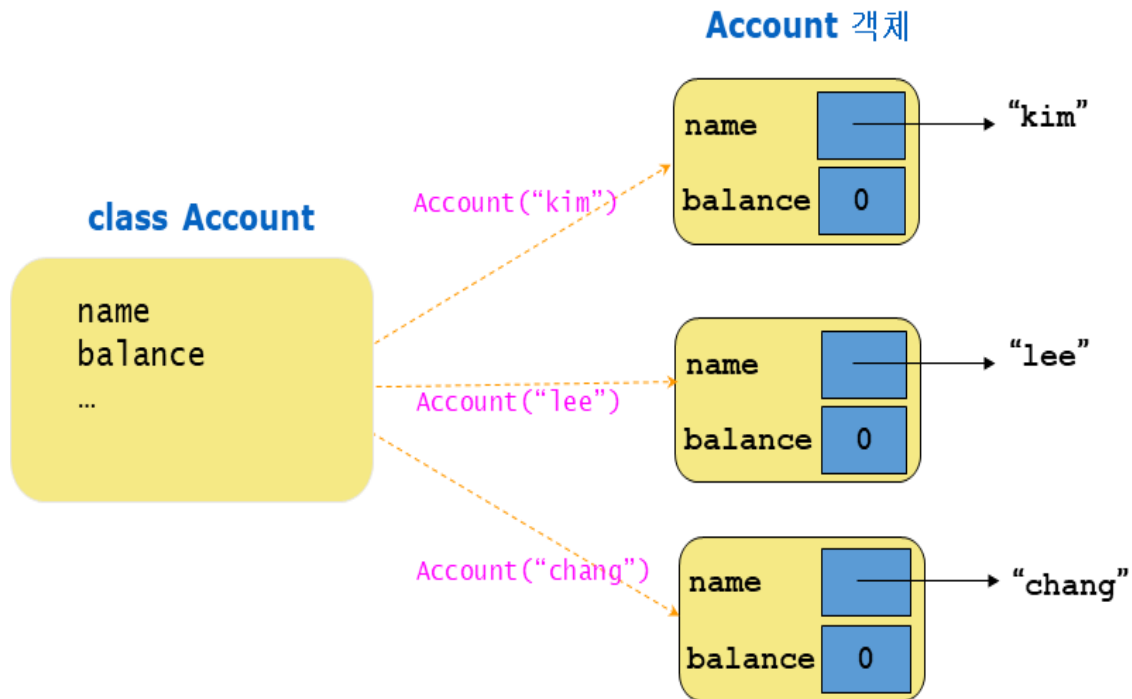 Account 객체
name
“kim”
balance 0
Account(“kim”)
class Account
name
balance
…
name
“lee”
Account(“lee”)
balance 0
Account(“chang”)
name
“chang”
balance 0